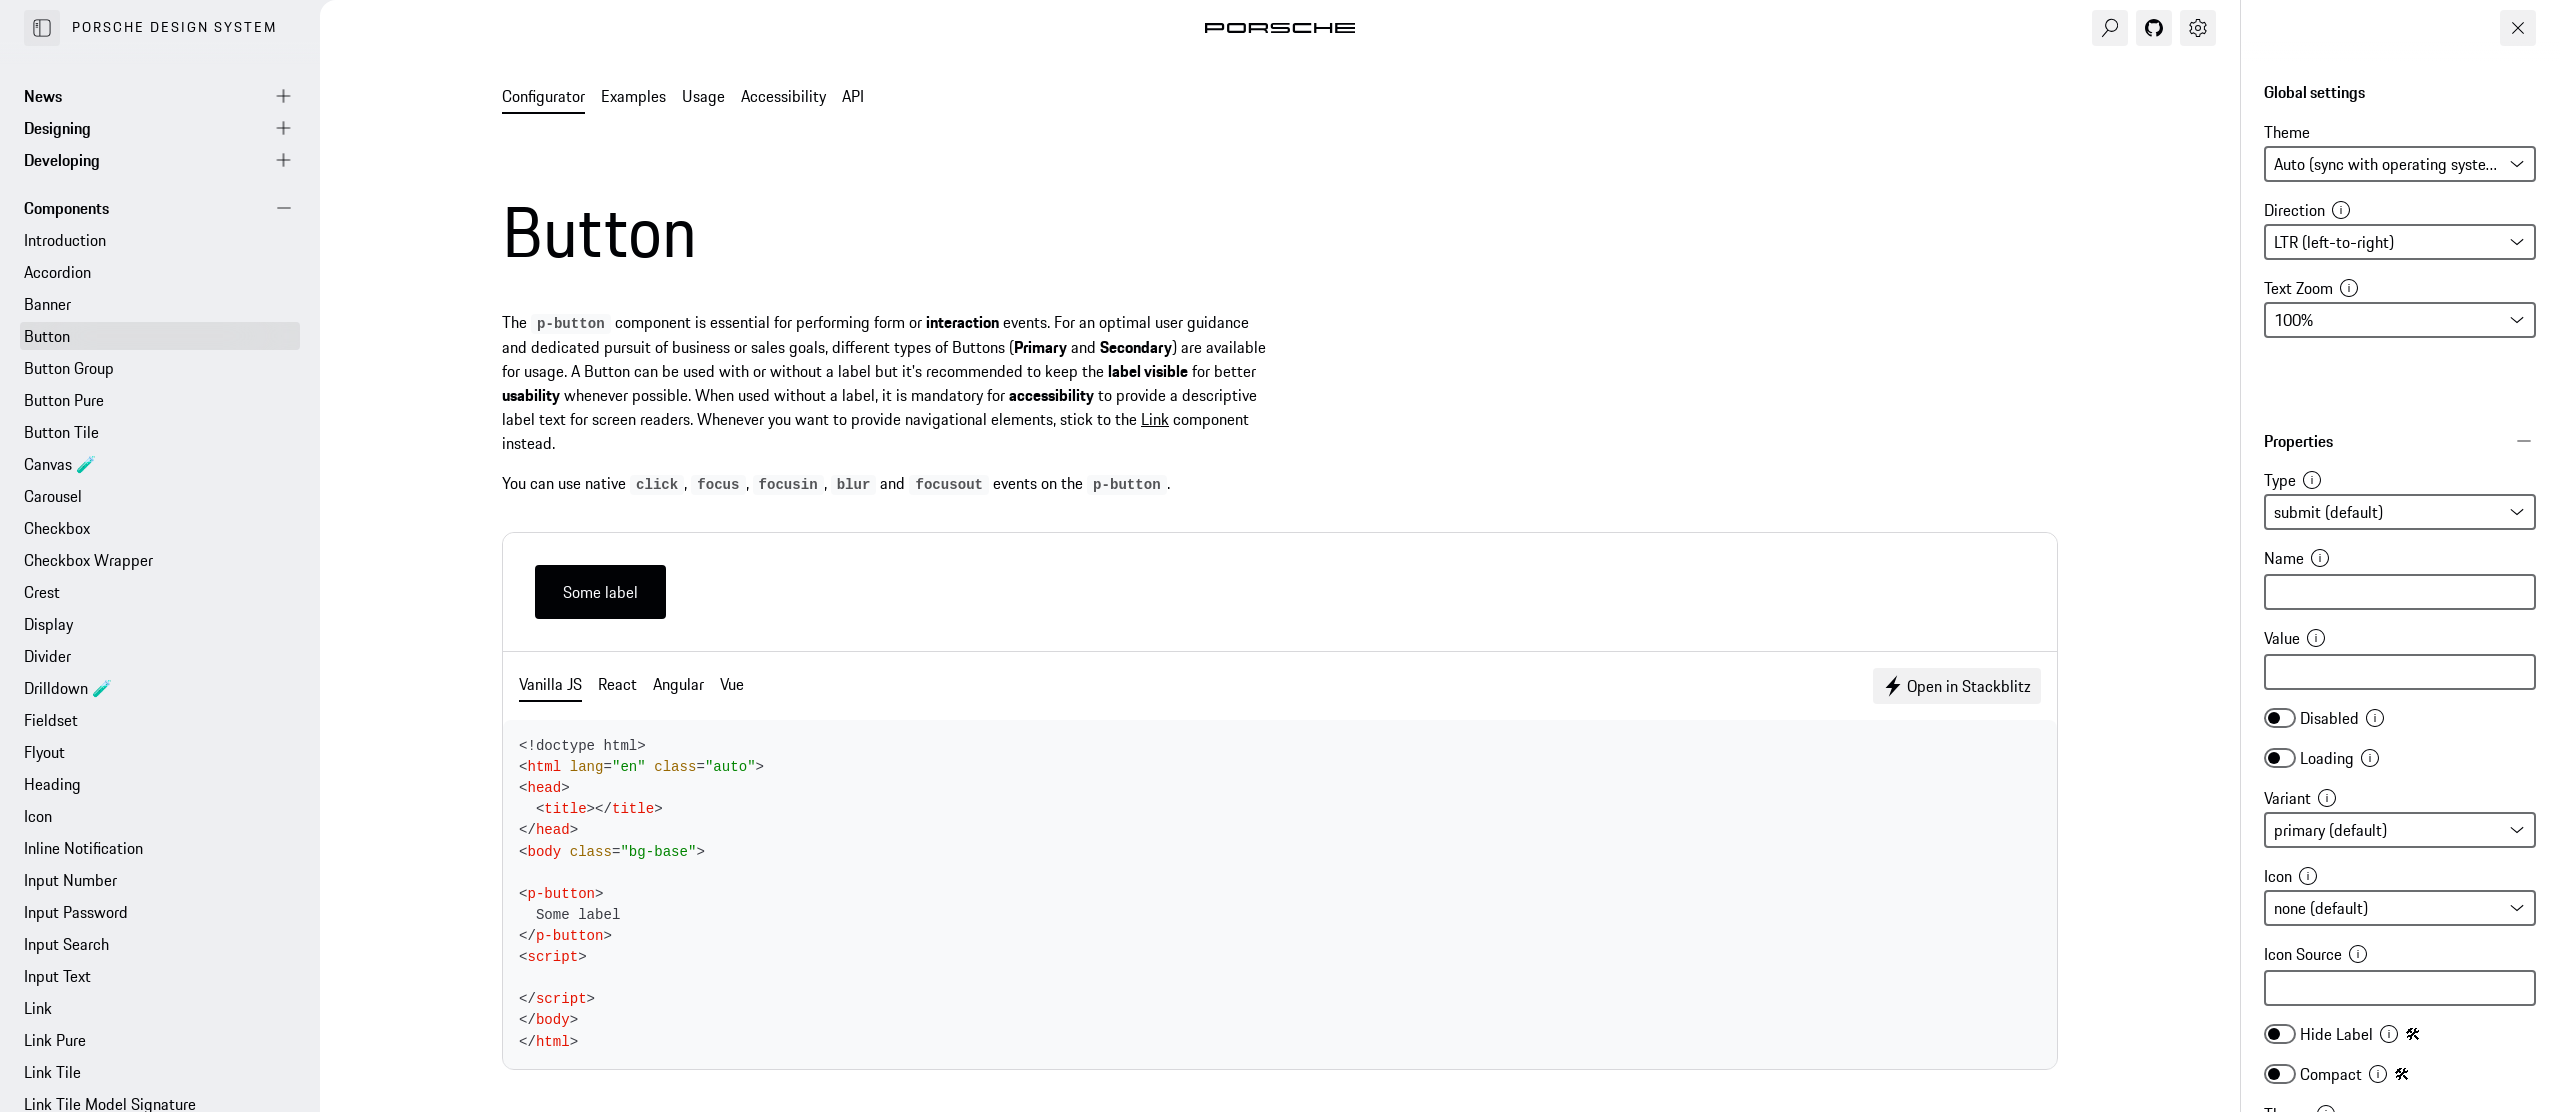 PORSCHE DESIGN SYSTEM
News
Designing
Developing
Components
Introduction
Accordion
Banner
Button
Button Group
Button Pure
Button Tile
Canvas 🧪
Carousel
Checkbox
Checkbox Wrapper
Crest
Display
Divider
Drilldown 🧪
Fieldset
Flyout
Heading
Icon
Inline Notification
Input Number
Input Password
Input Search
Input Text
Link
Link Pure
Link Tile
Link Tile Model Signature
PORSCHE
Configurator Examples Usage Accessibility API
Button
The p-button component is essential for performing form or interaction events. For an optimal user guidance
and dedicated pursuit of business or sales goals, different types of Buttons (Primary and Secondary) are available
for usage. A Button can be used with or without a label but it's recommended to keep the label visible for better
usability whenever possible. When used without a label, it is mandatory for accessibility to provide a descriptive
label text for screen readers. Whenever you want to provide navigational elements, stick to the Link component
instead.
You can use native click, focus, focusin, blur and focusout events on the p-button.
Some label
Vanilla JS React Angular Vue
Open in Stackblitz
<!doctype html>
<html lang="en" class="auto">
<head>
  <title></title>
</head>
<body class="bg-base">
<p-button>
  Some label
</p-button>
<script>
</script>
</body>
</html>
Global settings
Theme
Auto (sync with operating syste...
Direction
LTR (left-to-right)
Text Zoom
100%
Properties
Type
submit (default)
Name
Value
Disabled
Loading
Variant
primary (default)
Icon
none (default)
Icon Source
Hide Label 🛠
Compact 🛠